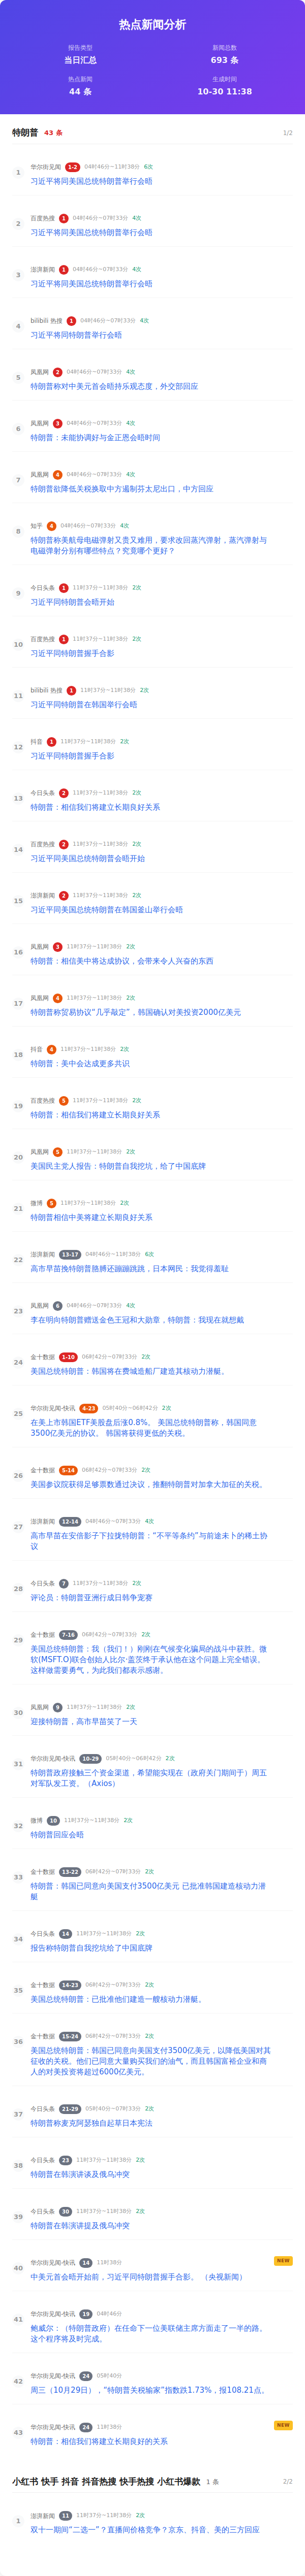 热点新闻分析
报告类型
当日汇总
新闻总数
693 条
热点新闻
44 条
生成时间
10-30 11:38
特朗普 43 条 1/2
1 华尔街见闻 1-2 04时46分~11时38分 6次
习近平将同美国总统特朗普举行会晤
2 百度热搜 1 04时46分~07时33分 4次
习近平将同美国总统特朗普举行会晤
3 澎湃新闻 1 04时46分~07时33分 4次
习近平将同美国总统特朗普举行会晤
4 bilibili 热搜 1 04时46分~07时33分 4次
习近平将同特朗普举行会晤
5 凤凰网 2 04时46分~07时33分 4次
特朗普称对中美元首会晤持乐观态度，外交部回应
6 凤凰网 3 04时46分~07时33分 4次
特朗普：未能协调好与金正恩会晤时间
7 凤凰网 4 04时46分~07时33分 4次
特朗普欲降低关税换取中方遏制芬太尼出口，中方回应
8 知乎 4 04时46分~07时33分 4次
特朗普称美航母电磁弹射又贵又难用，要求改回蒸汽弹射，蒸汽弹射与
电磁弹射分别有哪些特点？究竟哪个更好？
9 今日头条 1 11时37分~11时38分 2次
习近平同特朗普会晤开始
10 百度热搜 1 11时37分~11时38分 2次
习近平同特朗普握手合影
11 bilibili 热搜 1 11时37分~11时38分 2次
习近平同特朗普在韩国举行会晤
12 抖音 1 11时37分~11时38分 2次
习近平同特朗普握手合影
13 今日头条 2 11时37分~11时38分 2次
特朗普：相信我们将建立长期良好关系
14 百度热搜 2 11时37分~11时38分 2次
习近平同美国总统特朗普会晤开始
15 澎湃新闻 2 11时37分~11时38分 2次
习近平同美国总统特朗普在韩国釜山举行会晤
16 凤凰网 3 11时37分~11时38分 2次
特朗普：相信美中将达成协议，会带来令人兴奋的东西
17 凤凰网 4 11时37分~11时38分 2次
特朗普称贸易协议“几乎敲定”，韩国确认对美投资2000亿美元
18 抖音 4 11时37分~11时38分 2次
特朗普：美中会达成更多共识
19 百度热搜 5 11时37分~11时38分 2次
特朗普：相信我们将建立长期良好关系
20 凤凰网 5 11时37分~11时38分 2次
美国民主党人报告：特朗普自我挖坑，给了中国底牌
21 微博 5 11时37分~11时38分 2次
特朗普相信中美将建立长期良好关系
22 澎湃新闻 13-17 04时46分~11时38分 6次
高市早苗挽特朗普胳膊还蹦蹦跳跳，日本网民：我觉得羞耻
23 凤凰网 6 04时46分~07时33分 4次
李在明向特朗普赠送金色王冠和大勋章，特朗普：我现在就想戴
24 金十数据 1-10 06时42分~07时33分 2次
美国总统特朗普：韩国将在费城造船厂建造其核动力潜艇。
25 华尔街见闻-快讯 4-23 05时40分~06时42分 2次
在美上市韩国ETF美股盘后涨0.8%。 美国总统特朗普称，韩国同意
3500亿美元的协议。 韩国将获得更低的关税。
26 金十数据 5-14 06时42分~07时33分 2次
美国参议院获得足够票数通过决议，推翻特朗普对加拿大加征的关税。
27 澎湃新闻 12-14 04时46分~07时33分 4次
高市早苗在安倍影子下拉拢特朗普：“不平等条约”与前途未卜的稀土协
议
28 今日头条 7 11时37分~11时38分 2次
评论员：特朗普亚洲行成日韩争宠赛
29 金十数据 7-16 06时42分~07时33分 2次
美国总统特朗普：我（我们！）刚刚在气候变化骗局的战斗中获胜。微
软(MSFT.O)联合创始人比尔·盖茨终于承认他在这个问题上完全错误。
这样做需要勇气，为此我们都表示感谢。
30 凤凰网 9 11时37分~11时38分 2次
迎接特朗普，高市早苗笑了一天
31 华尔街见闻-快讯 10-29 05时40分~06时42分 2次
特朗普政府接触三个资金渠道，希望能实现在（政府关门期间于）周五
对军队发工资。（Axios）
32 微博 10 11时37分~11时38分 2次
特朗普回应会晤
33 金十数据 13-22 06时42分~07时33分 2次
特朗普：韩国已同意向美国支付3500亿美元 已批准韩国建造核动力潜
艇
34 今日头条 14 11时37分~11时38分 2次
报告称特朗普自我挖坑给了中国底牌
35 金十数据 14-23 06时42分~07时33分 2次
美国总统特朗普：已批准他们建造一艘核动力潜艇。
36 金十数据 15-24 06时42分~07时33分 2次
美国总统特朗普：韩国已同意向美国支付3500亿美元，以降低美国对其
征收的关税。他们已同意大量购买我们的油气，而且韩国富裕企业和商
人的对美投资将超过6000亿美元。
37 今日头条 21-29 05时40分~07时33分 2次
特朗普称麦克阿瑟独自起草日本宪法
38 今日头条 23 11时37分~11时38分 2次
特朗普在韩演讲谈及俄乌冲突
39 今日头条 30 11时37分~11时38分 2次
特朗普在韩演讲提及俄乌冲突
40 华尔街见闻-快讯 14 11时38分 NEW
中美元首会晤开始前，习近平同特朗普握手合影。 （央视新闻）
41 华尔街见闻-快讯 19 04时46分
鲍威尔：（特朗普政府）在任命下一位美联储主席方面走了一半的路。
这个程序将及时完成。
42 华尔街见闻-快讯 24 05时40分
周三（10月29日），“特朗普关税输家”指数跌1.73%，报108.21点。
43 华尔街见闻-快讯 24 11时38分 NEW
特朗普：相信我们将建立长期良好的关系
小红书 快手 抖音 抖音热搜 快手热搜 小红书爆款 1 条 2/2
1 澎湃新闻 11 11时37分~11时38分 2次
双十一期间“二选一”？直播间价格竞争？京东、抖音、美的三方回应